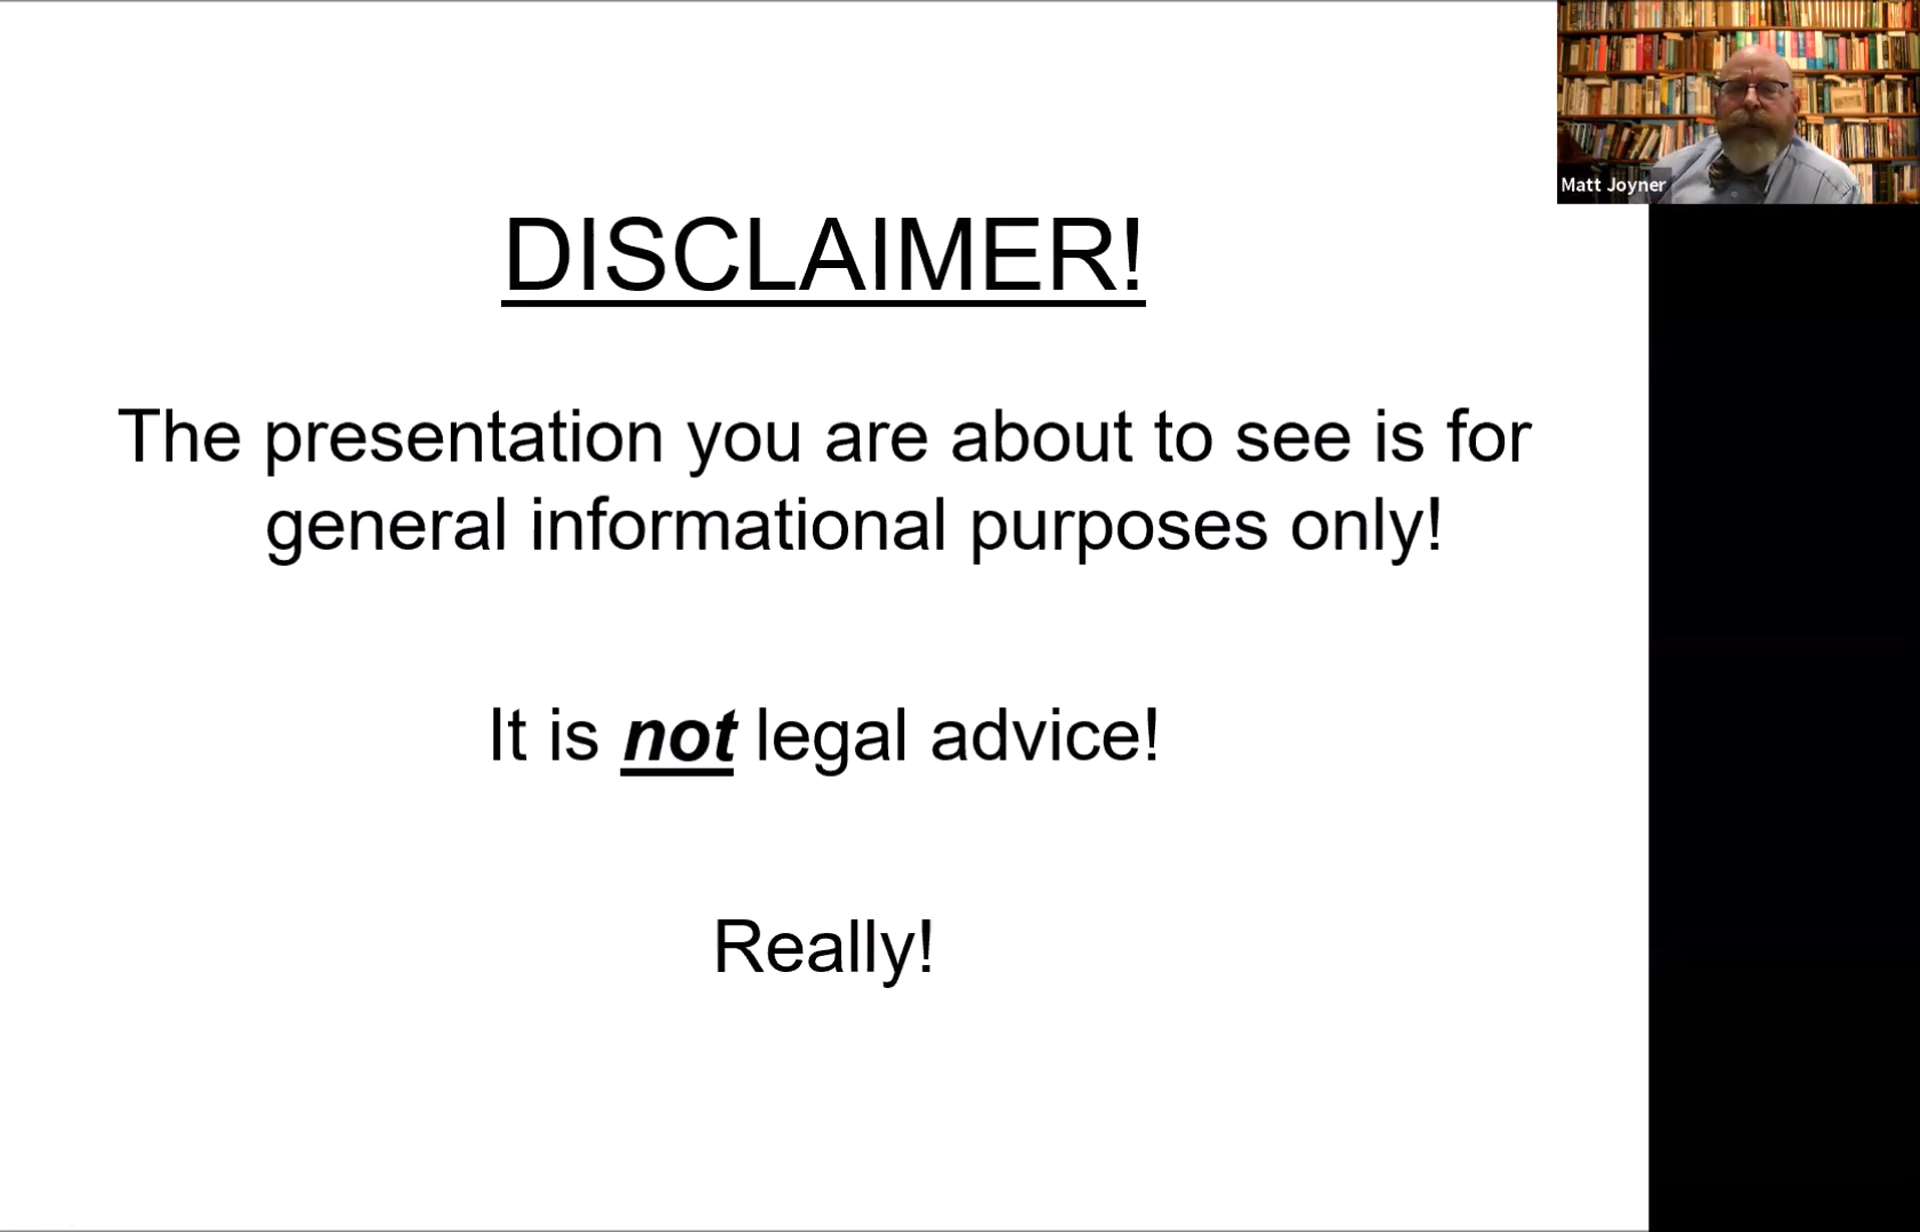 DISCLAIMER!
The presentation you are about to see is for
general informational purposes only!
It is not legal advice!
Really!
Matt Joyner